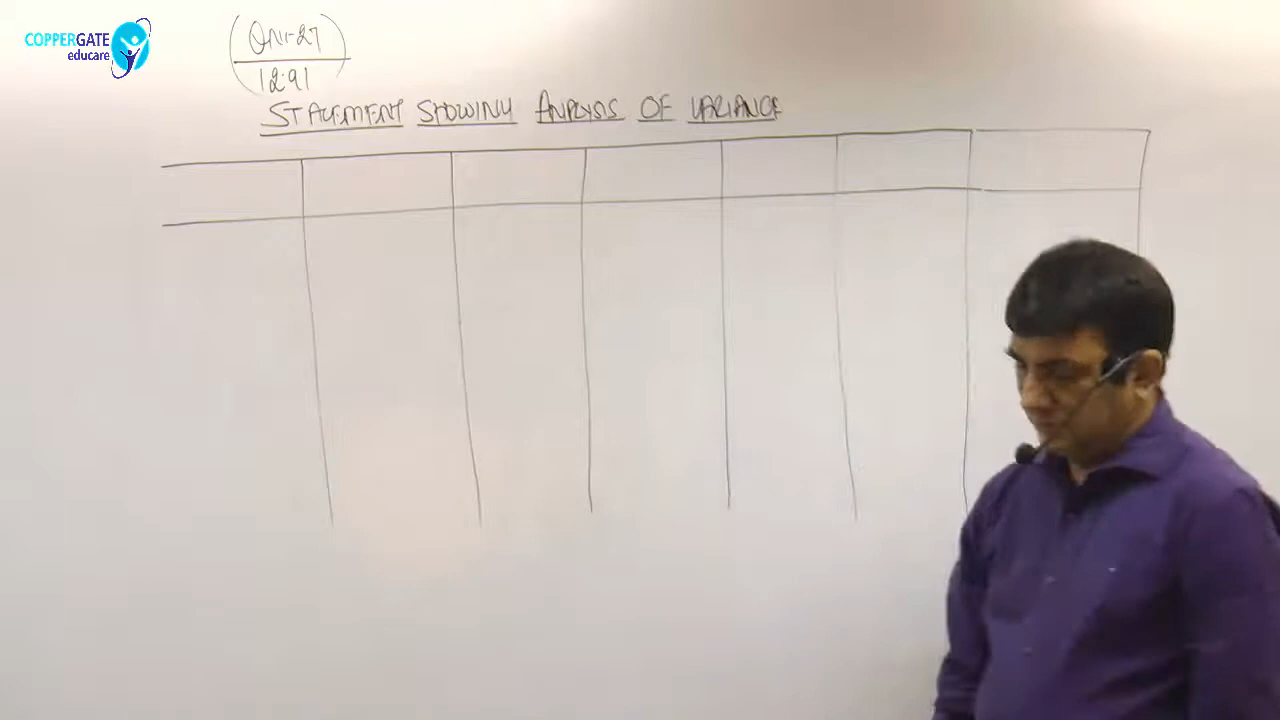 COPPERGATE
educare
Qn-27
12.91
STATEMENT SHOWING ANALYSIS OF VARIANCE